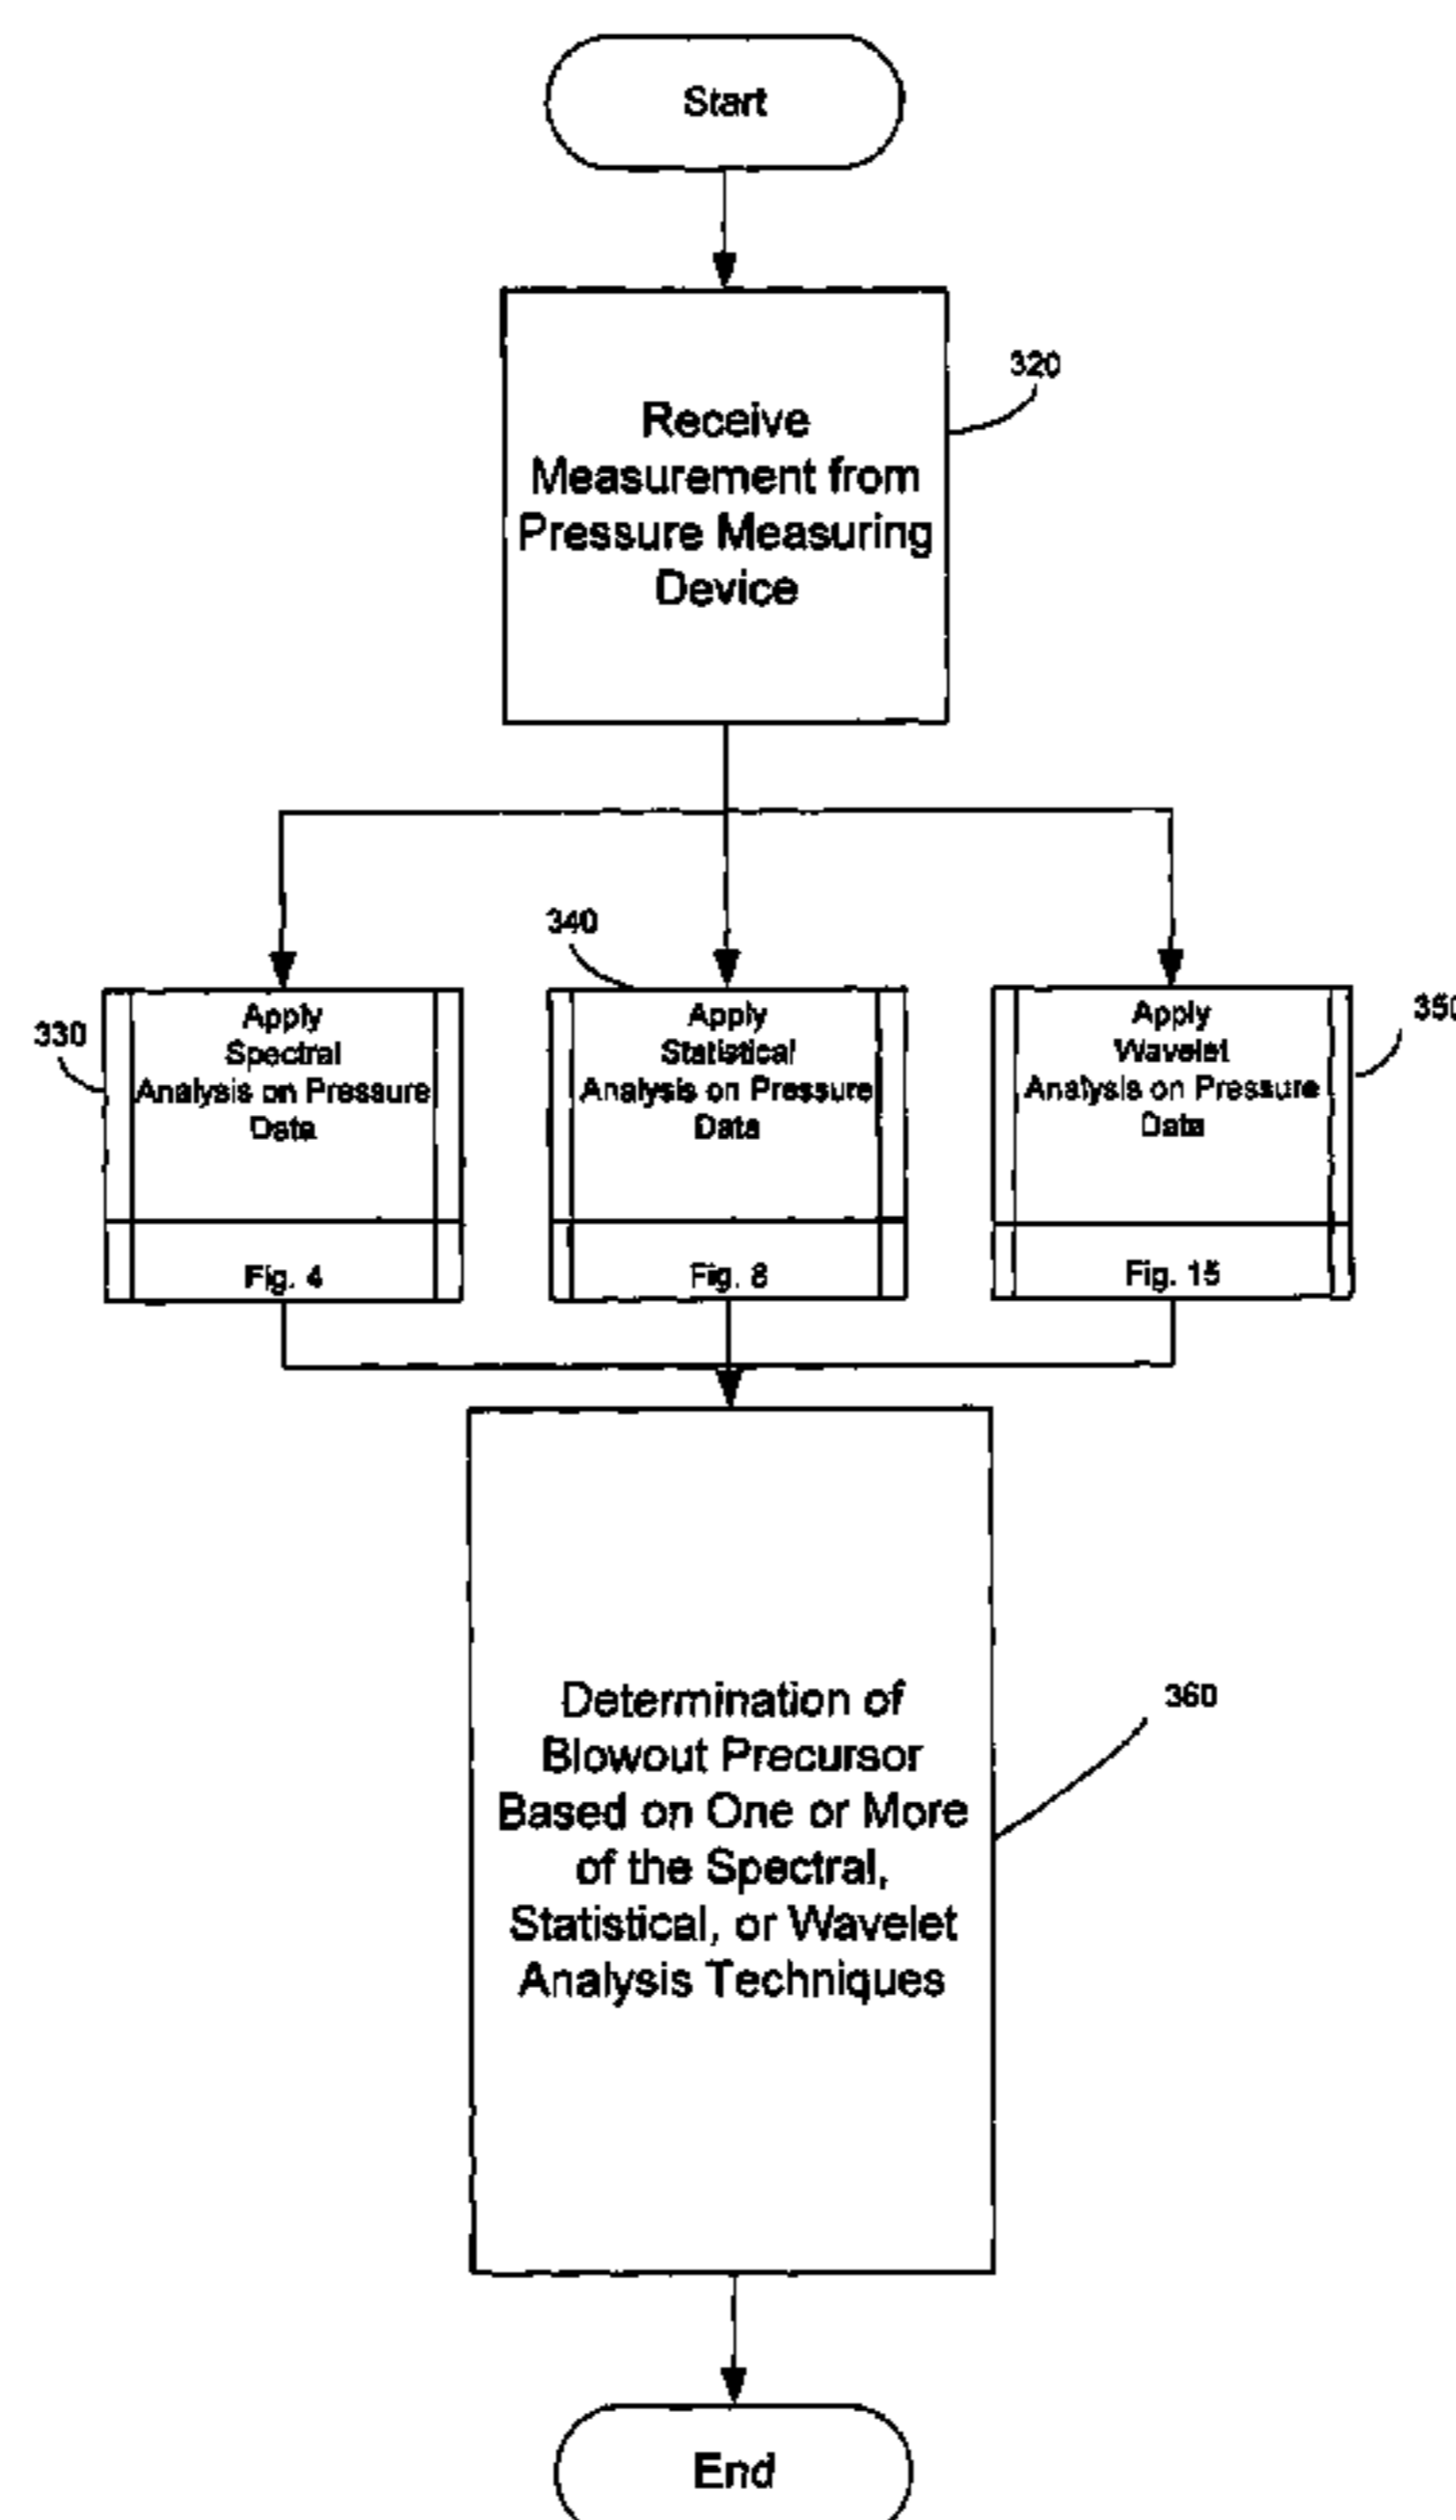 Start
320
Receive
Measurement from
Pressure Measuring
Device
340
330
Apply
Spectral
Analysis on Pressure
Data
Fig. 4
Apply
Statistical
Analysis on Pressure
Data
Fig. 8
350
Apply
Wavelet
Analysis on Pressure
Data
Fig. 15
360
Determination of
Blowout Precursor
Based on One or More
of the Spectral,
Statistical, or Wavelet
Analysis Techniques
End